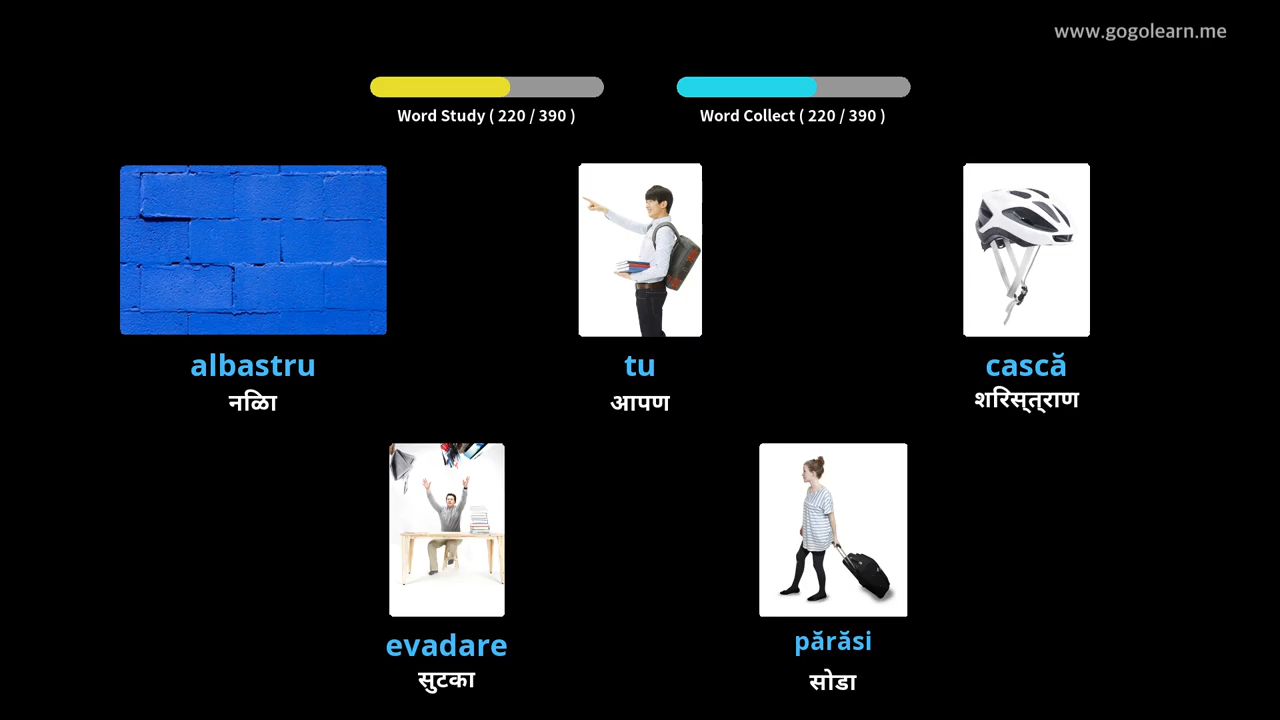 www.gogolearn.me
Word Study ( 220 / 390 )
Word Collect ( 220 / 390 )
albastru
tu
cască
नळिा
आपण
शरिस्त्राण
evadare
părăsi
सुटका
सोडा